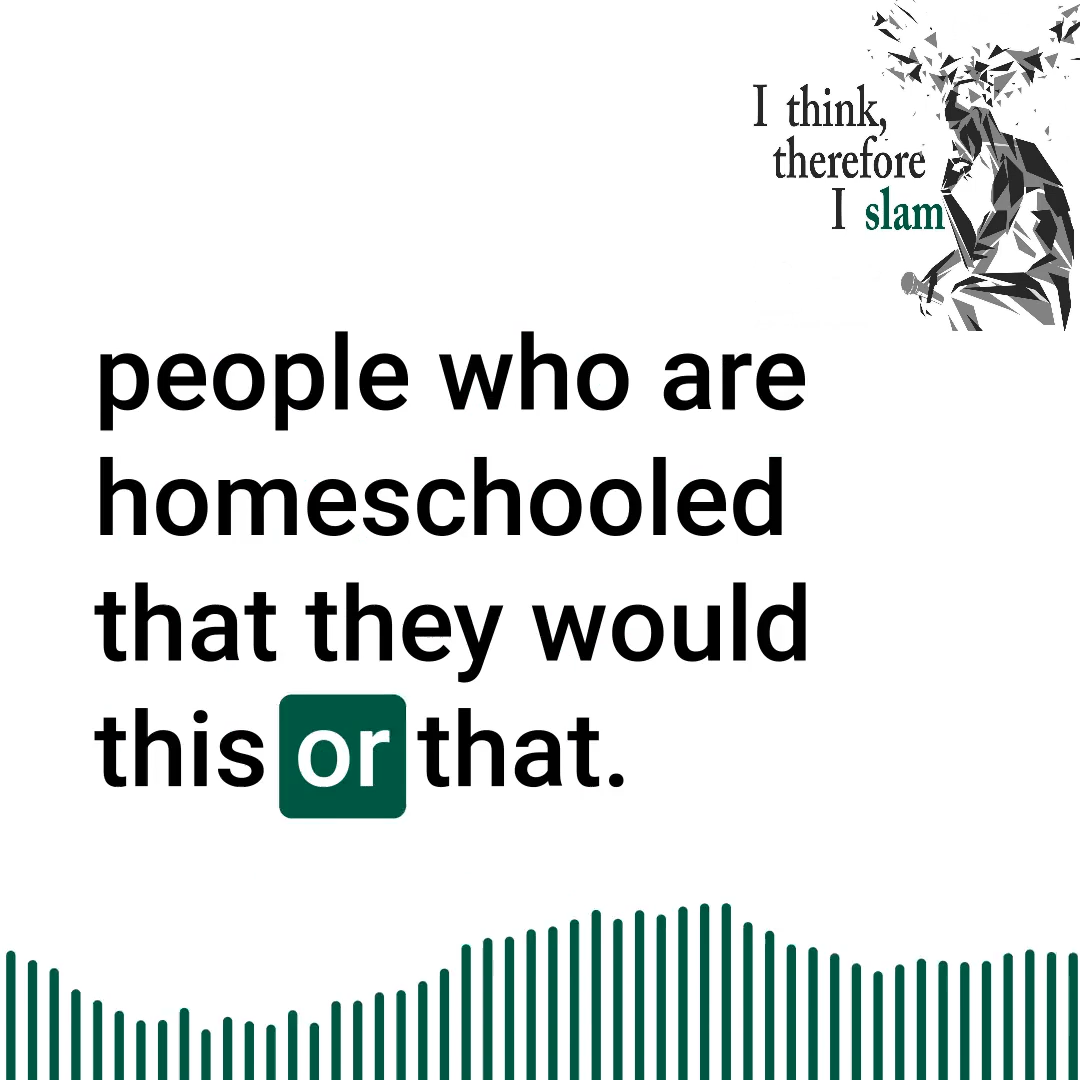 I think,
therefore
I slam
people who are
homeschooled
that they would
this or that.